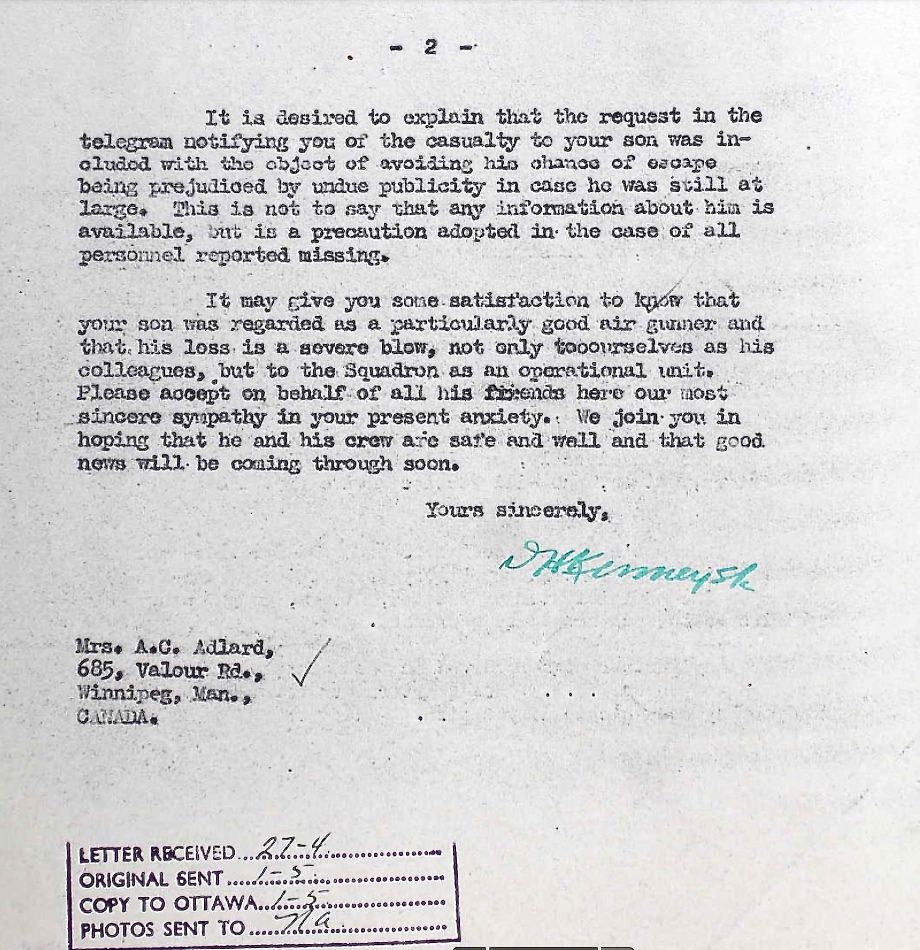 - 2 -
It is desired to explain that the request in the
telegram notifying you of the casualty to your son was in-
cluded with the object of avoiding his chance of escape
being prejudiced by undue publicity in case he was still at
large. This is not to say that any information about him is
available, but is a precaution adopted in the case of all
personnel reported missing.
It may give you some satisfaction to know that
your son was regarded as a particularly good air gunner and
that his loss is a severe blow, not only tooourselves as his
colleagues, but to the Squadron as an operational unit.
Please accept on behalf of all his friends here our most
sincere sympathy in your present anxiety. We join you in
hoping that he and his crew are safe and well and that good
news will be coming through soon.
Yours sincerely,
Mrs. A.C. Adlard,
685, Valour Rd.,
Winnipeg, Man.,
CANADA.
LETTER RECEIVED...27-4
ORIGINAL SENT...1-5
COPY TO OTTAWA...1-5
PHOTOS SENT TO...na